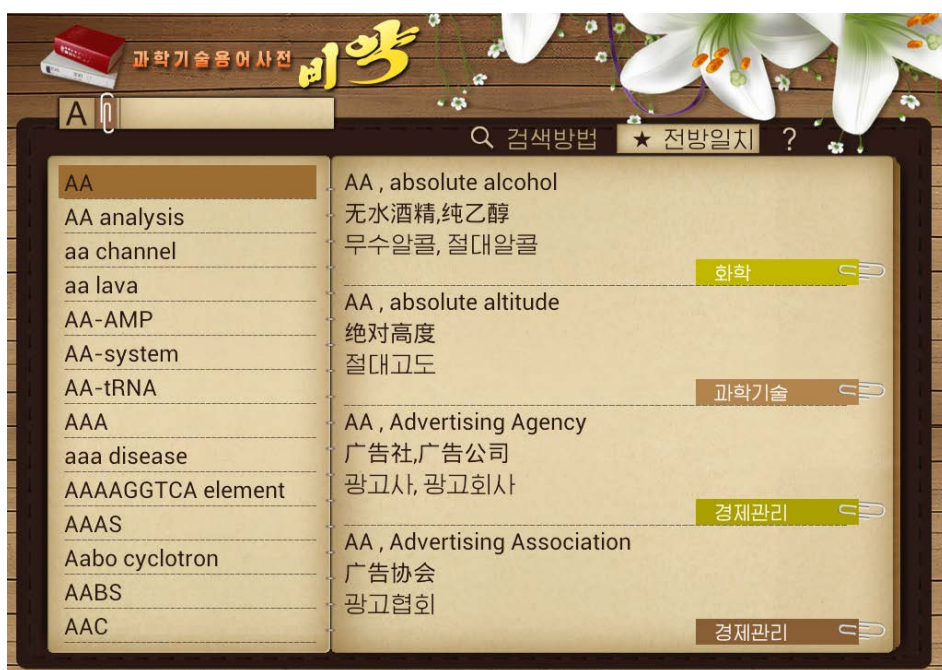 과학기술용어사전 비약
A
검색방법 ★ 전방일치 ?
AA
AA analysis
aa channel
aa lava
AA-AMP
AA-system
AA-tRNA
AAA
aaa disease
AAAAGGTCA element
AAAS
Aabo cyclotron
AABS
AAC
AA , absolute alcohol
无水酒精,纯乙醇
무수알콜, 절대알콜
화학
AA , absolute altitude
绝对高度
절대고도
과학기술
AA , Advertising Agency
广告社,广告公司
광고사, 광고회사
경제관리
AA , Advertising Association
广告协会
광고협회
경제관리